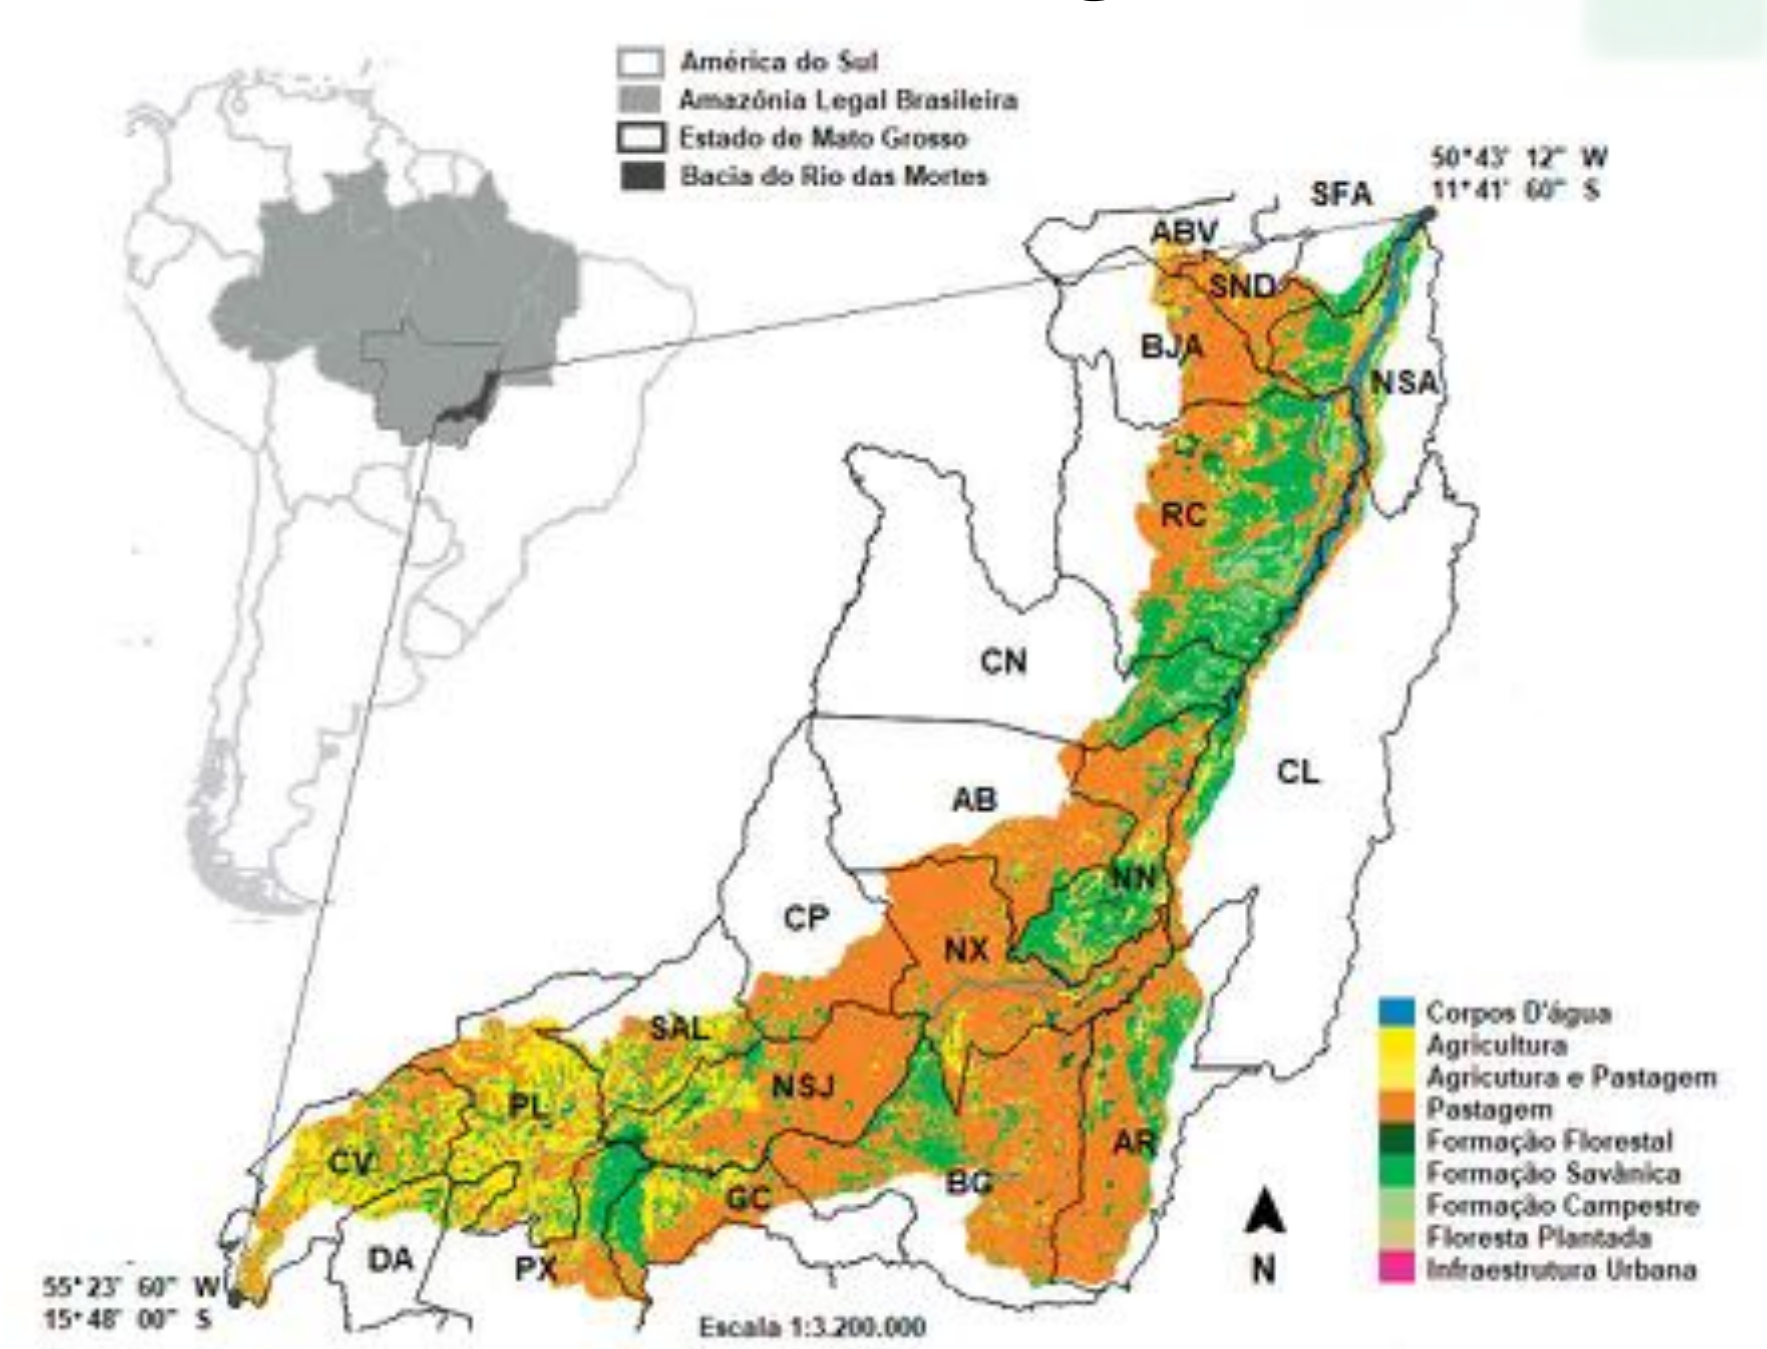 América do Sul
Amazônia Legal Brasileira
Estado de Mato Grosso
Bacia do Rio das Mortes
50°43' 12" W
11°41' 60" S
SFA
ABV
SND
BJA
NSA
RC
CN
CL
AB
NN
CP
NX
SAL
NSJ
PL
AR
CV
BG
GC
DA
PX
Corpos D'água
Agricultura
Agricutura e Pastagem
Pastagem
Formação Florestal
Formação Savânica
Formação Campestre
Floresta Plantada
Infraestrutura Urbana
N
55°23' 60" W
15°48' 00" S
Escala 1:3.200.000